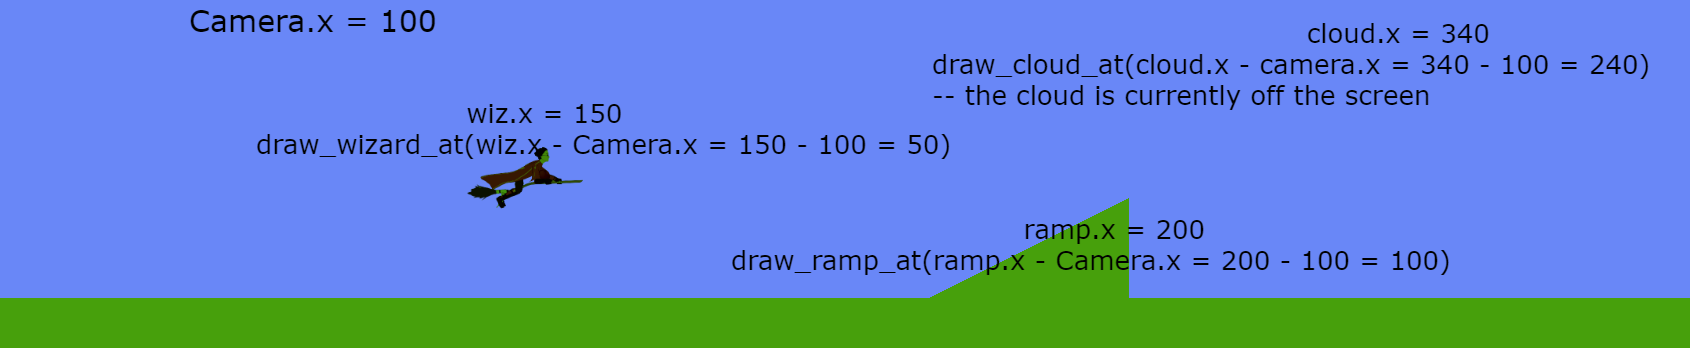 Camera.x = 100
cloud.x = 340
draw_cloud_at(cloud.x - camera.x = 340 - 100 = 240)
-- the cloud is currently off the screen
wiz.x = 150
draw_wizard_at(wiz.x - Camera.x = 150 - 100 = 50)
ramp.x = 200
draw_ramp_at(ramp.x - Camera.x = 200 - 100 = 100)